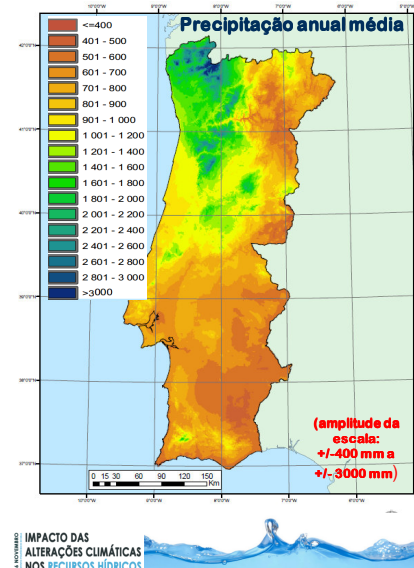 Precipitação anual média
<=400
401 - 500
501 - 600
601 - 700
701 - 800
801 - 900
901 - 1 000
1 001 - 1 200
1 201 - 1 400
1 401 - 1 600
1 601 - 1 800
1 801 - 2 000
2 001 - 2 200
2 201 - 2 400
2 401 - 2 600
2 601 - 2 800
2 801 - 3 000
>3000
(amplitude da
escala:
+/-400 mm a
+/- 3000 mm)
0 15 30 60 90 120 150
Km
NOVEMBRO
IMPACTO DAS
ALTERAÇÕES CLIMÁTICAS
NOS RECURSOS HÍDRICOS